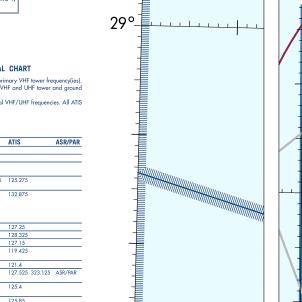 29°
AL CHART
primary VHF tower frequency(ies),
VHF and UHF tower and ground
al VHF/UHF frequencies. All ATIS
ATIS ASR/PAR
125.275
132.875
127.25
128.325
127.15
119.425
121.4
127.525 323.125 ASR/PAR
125.4
125.85